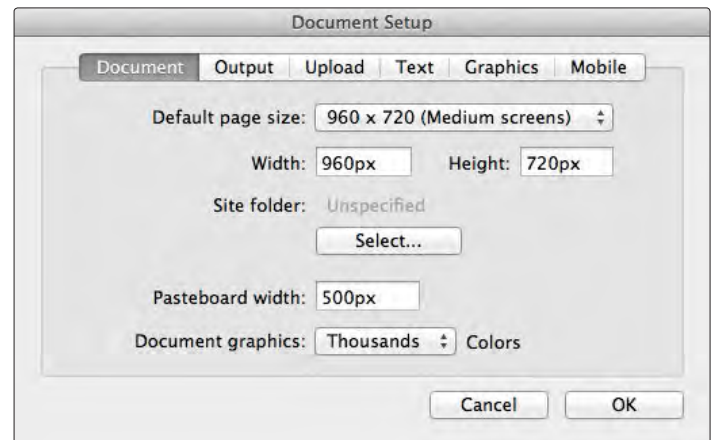 Document Setup
Document Output Upload Text Graphics Mobile
Default page size: 960 x 720 (Medium screens)
Width: 960px Height: 720px
Site folder: Unspecified
Select...
Pasteboard width: 500px
Document graphics: Thousands Colors
Cancel OK